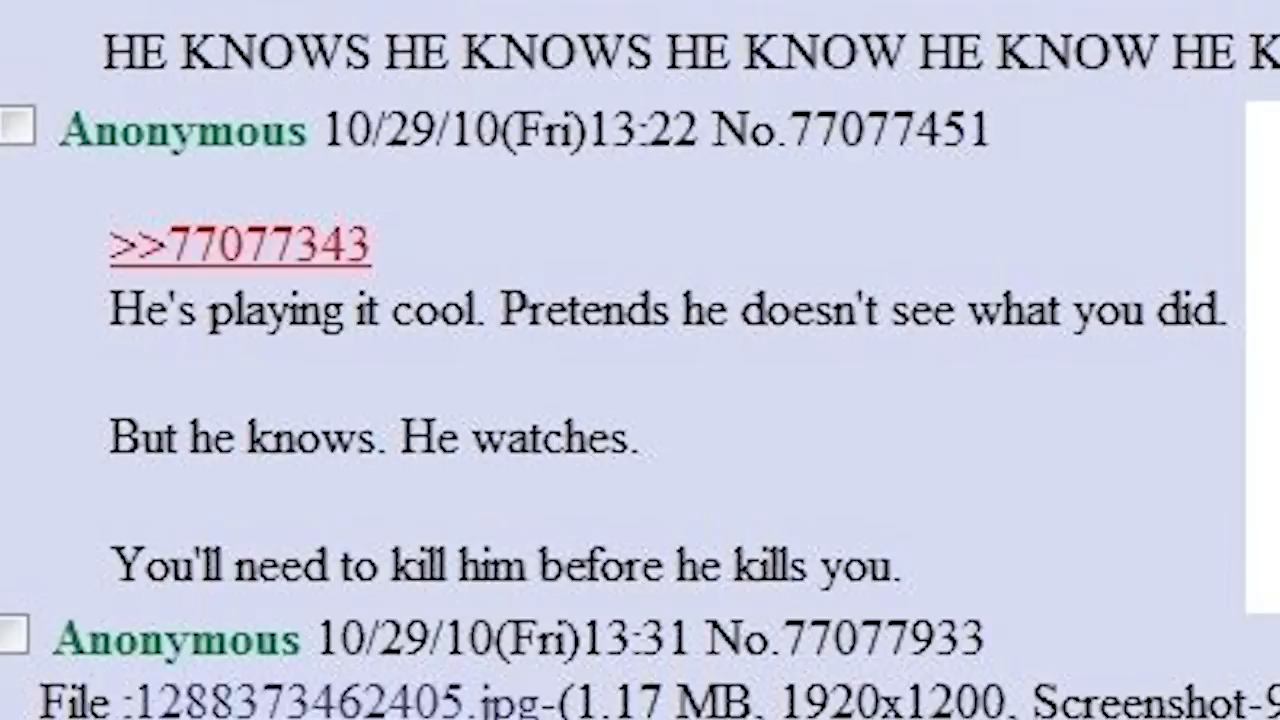 HE KNOWS HE KNOWS HE KNOW HE KNOW HE K
Anonymous 10/29/10(Fri)13:22 No.77077451
>>77077343
He's playing it cool. Pretends he doesn't see what you did.
But he knows. He watches.
You'll need to kill him before he kills you.
Anonymous 10/29/10(Fri)13:31 No.77077933
File :1288373462405.jpg-(1.17 MB, 1920x1200, Screenshot-9